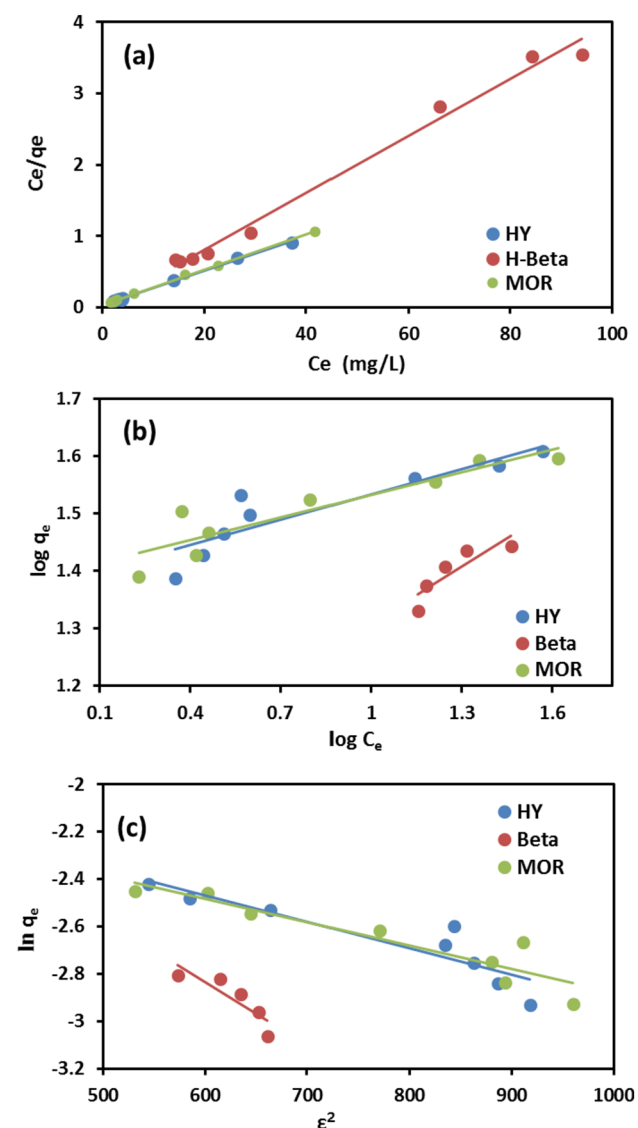 (a)
4
3
2
1
0
Ce/qe
0 20 40 60 80 100
Ce (mg/L)
HY
H-Beta
MOR
(b)
1.7
1.6
1.5
1.4
1.3
1.2
log qₑ
0.1 0.4 0.7 1 1.3 1.6
log Cₑ
HY
Beta
MOR
(c)
-2
-2.2
-2.4
-2.6
-2.8
-3
-3.2
ln qₑ
500 600 700 800 900 1000
ε²
HY
Beta
MOR